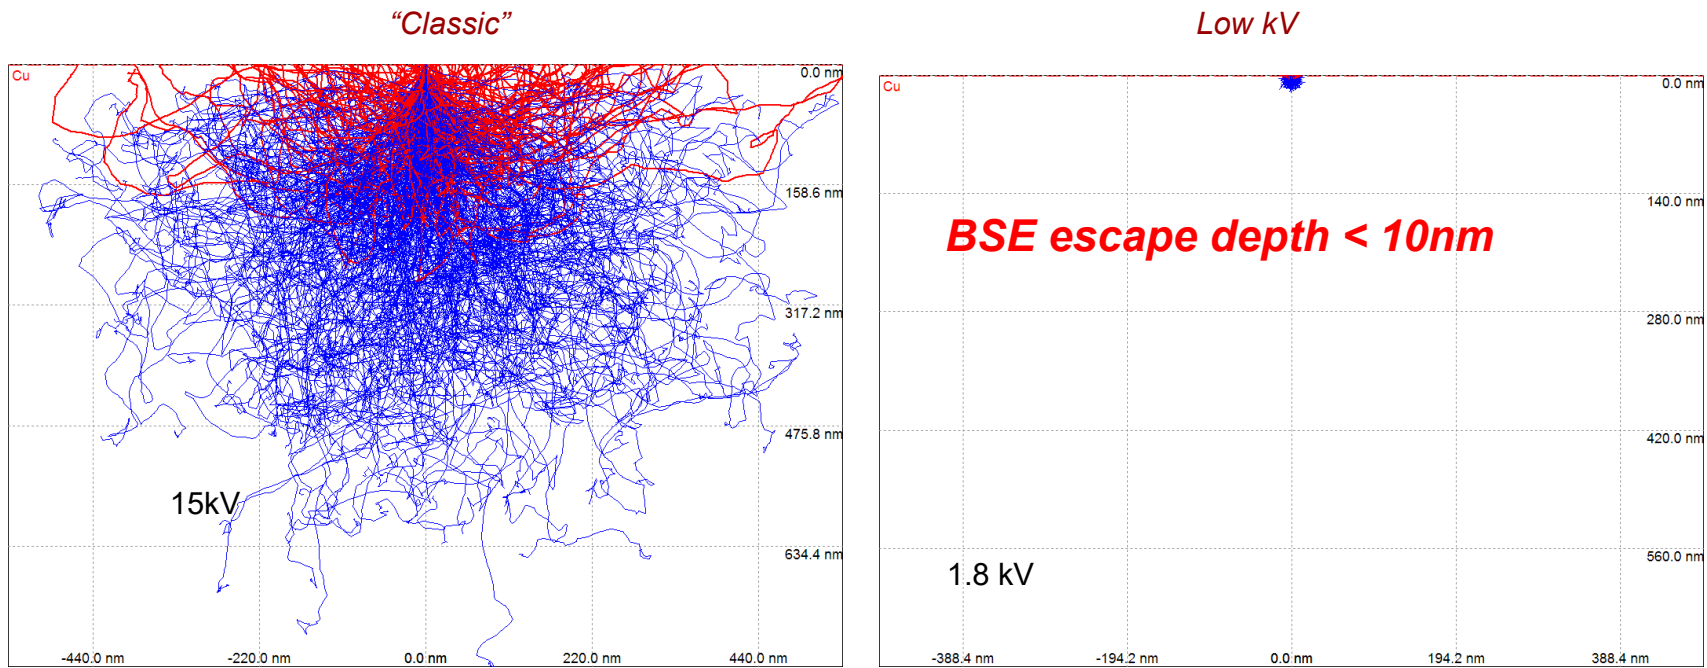 “Classic”
Low kV
Cu
0.0 nm
158.6 nm
317.2 nm
475.8 nm
634.4 nm
15kV
-440.0 nm
-220.0 nm
0.0 nm
220.0 nm
440.0 nm
Cu
0.0 nm
140.0 nm
BSE escape depth < 10nm
280.0 nm
420.0 nm
560.0 nm
1.8 kV
-388.4 nm
-194.2 nm
0.0 nm
194.2 nm
388.4 nm